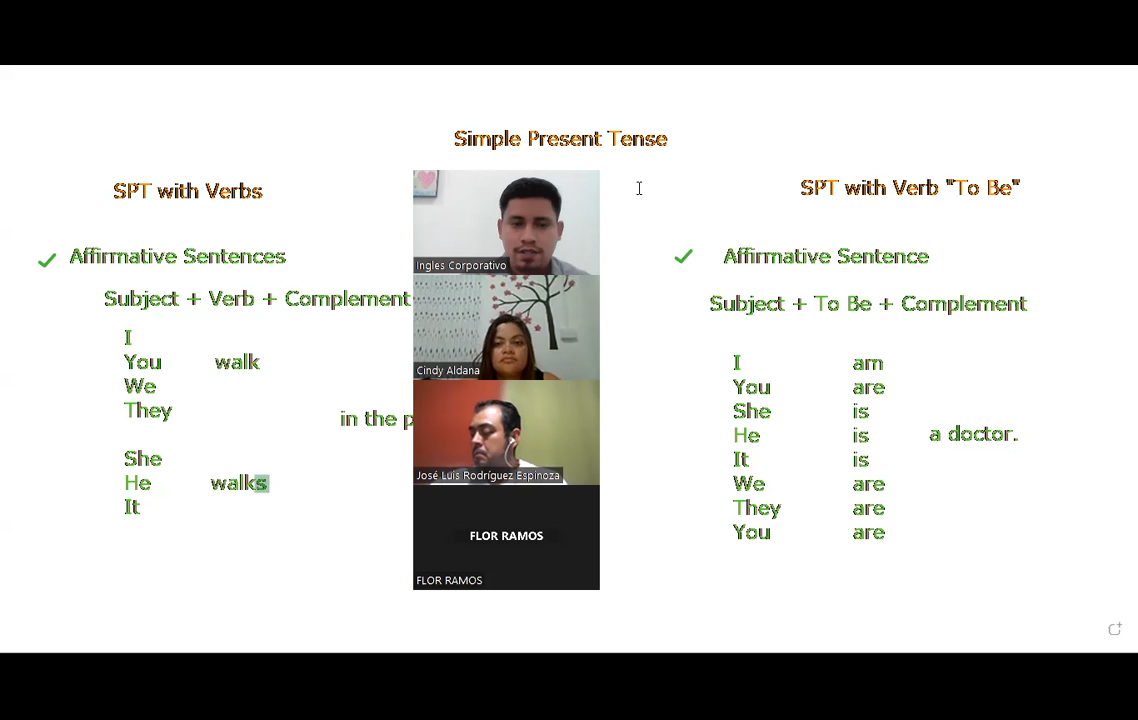 Simple Present Tense
SPT with Verbs
Affirmative Sentences
Subject + Verb + Complement
I
You walk
We
They
in the
She
He walks
It
Ingles Corporativo
Cindy Aldana
José Luis Rodríguez Espinoza
FLOR RAMOS
FLOR RAMOS
SPT with Verb "To Be"
Affirmative Sentence
Subject + To Be + Complement
I am
You are
She is
He is
a doctor.
It is
We are
They are
You are